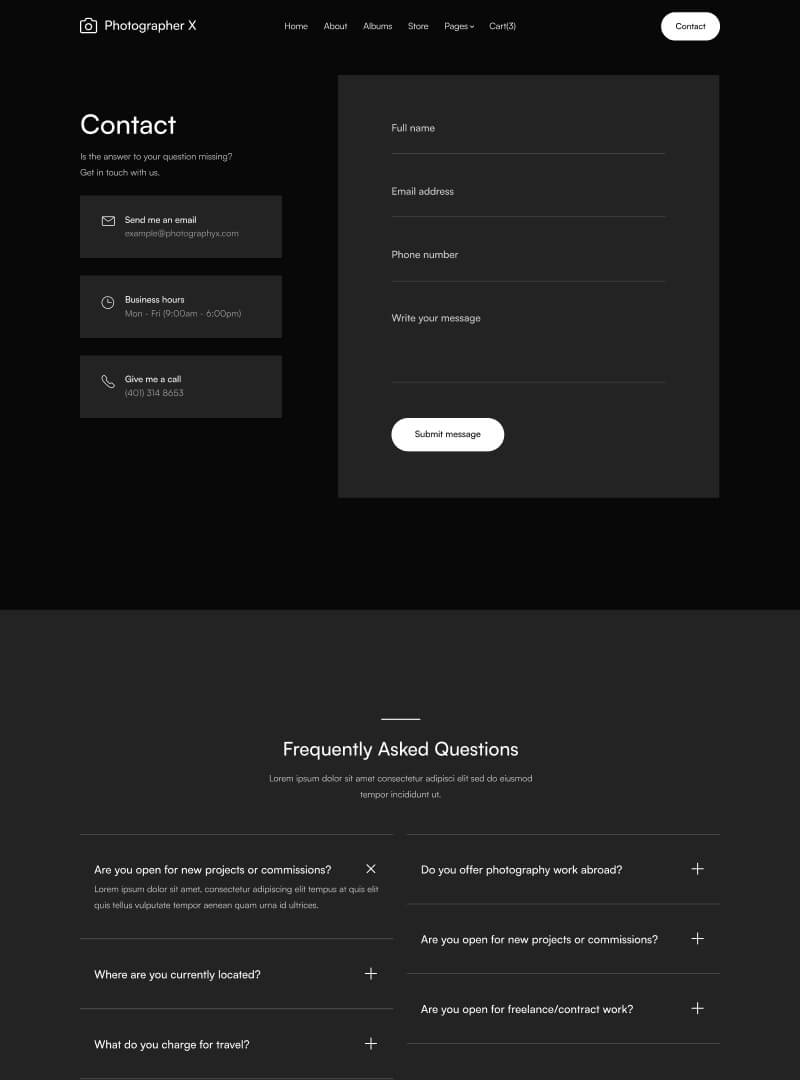 Photographer X
Home About Albums Store Pages Cart(3)
Contact
Contact
Is the answer to your question missing?
Get in touch with us.
Send me an email
example@photographyx.com
Business hours
Mon - Fri (9:00am - 6:00pm)
Give me a call
(401) 314 8653
Full name
Email address
Phone number
Write your message
Submit message
Frequently Asked Questions
Lorem ipsum dolor sit amet consectetur adipisci elit sed do eiusmod
tempor incididunt ut.
Are you open for new projects or commissions?
Lorem ipsum dolor sit amet, consectetur adipiscing elit tempus at quis elit
quis tellus vulputate tempor aenean quam urna id ultrices.
Where are you currently located?
What do you charge for travel?
Do you offer photography work abroad?
Are you open for new projects or commissions?
Are you open for freelance/contract work?